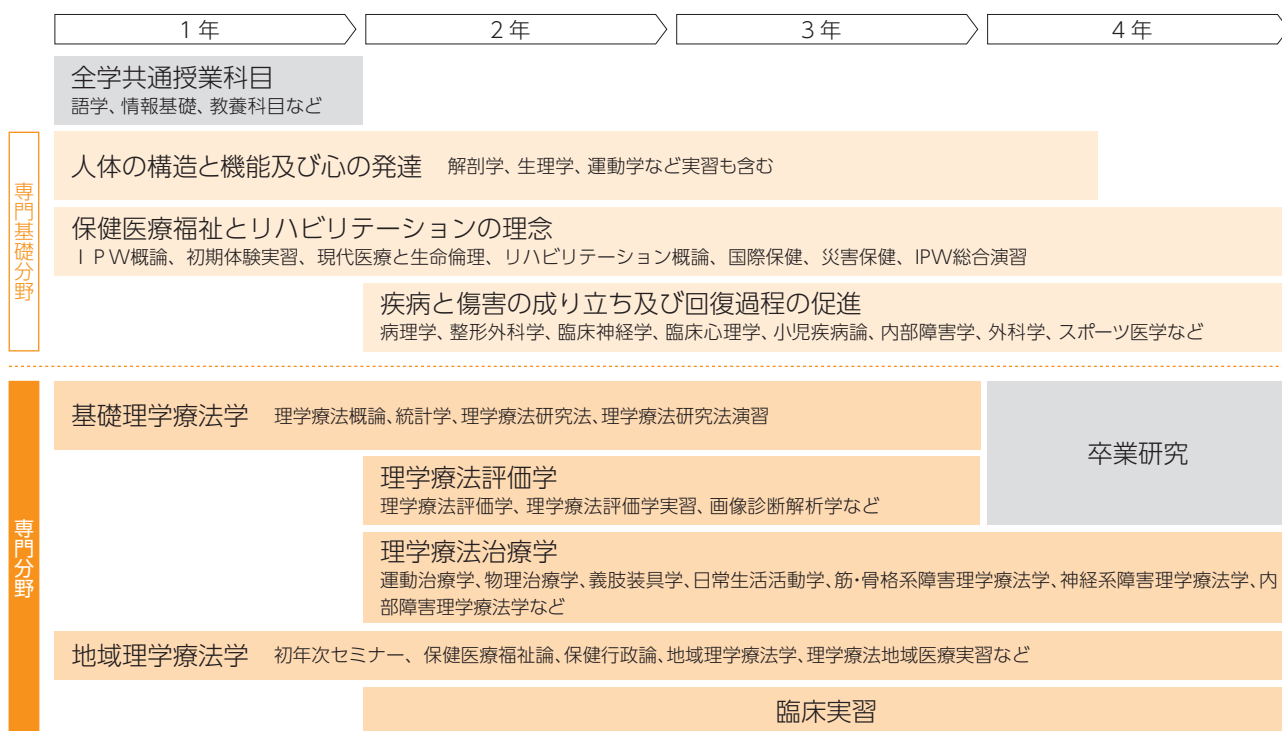 1年
2年
3年
4年
全学共通授業科目
語学、情報基礎、教養科目など
専門基礎分野
人体の構造と機能及び心の発達 解剖学、生理学、運動学など実習も含む
保健医療福祉とリハビリテーションの理念
ＩＰＷ概論、初期体験実習、現代医療と生命倫理、リハビリテーション概論、国際保健、災害保健、IPW総合演習
疾病と傷害の成り立ち及び回復過程の促進
病理学、整形外科学、臨床神経学、臨床心理学、小児疾病論、内部障害学、外科学、スポーツ医学など
専門分野
基礎理学療法学 理学療法概論、統計学、理学療法研究法、理学療法研究法演習
卒業研究
理学療法評価学
理学療法評価学、理学療法評価学実習、画像診断解析学など
理学療法治療学
運動治療学、物理治療学、義肢装具学、日常生活活動学、筋・骨格系障害理学療法学、神経系障害理学療法学、内
部障害理学療法学など
地域理学療法学 初年次セミナー、保健医療福祉論、保健行政論、地域理学療法学、理学療法地域医療実習など
臨床実習